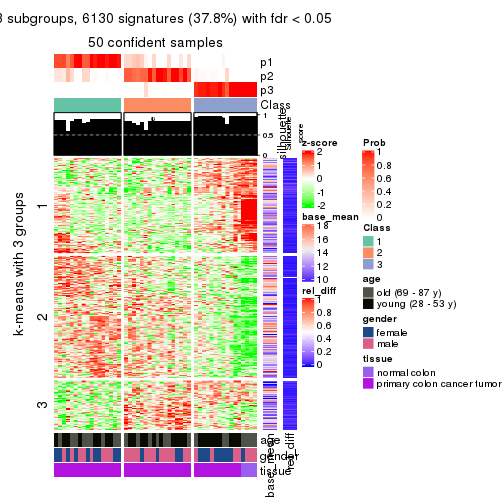 3 subgroups, 6130 signatures (37.8%) with fdr < 0.05
50 confident samples
p1
p2
p3
Class
1
0.5
0
silhouette
Silhouette
score
k-means with 3 groups
1
2
3
age
gender
tissue
base_mean
rel_diff
z-score
2
1
0
-1
-2
base_mean
18
16
14
12
10
rel_diff
1
0.8
0.6
0.4
0.2
0
Prob
1
0.8
0.6
0.4
0.2
0
Class
1
2
3
age
old (69 - 87 y)
young (28 - 53 y)
gender
female
male
tissue
normal colon
primary colon cancer tumor